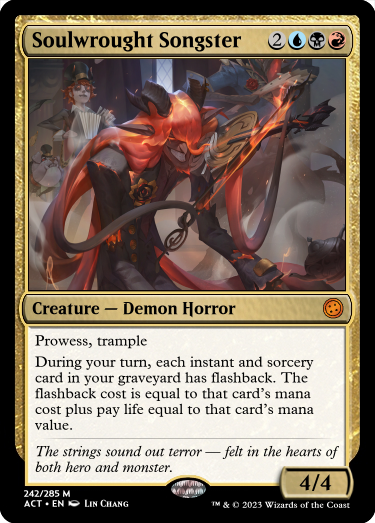 Soulwrought Songster 2
Creature — Demon Horror
Prowess, trample
During your turn, each instant and sorcery
card in your graveyard has flashback. The
flashback cost is equal to that card's mana
cost plus pay life equal to that card's mana
value.
The strings sound out terror — felt in the hearts of
both hero and monster.
4/4
242/285 M
ACT • EN Lin Chang
™ & © 2023 Wizards of the Coast